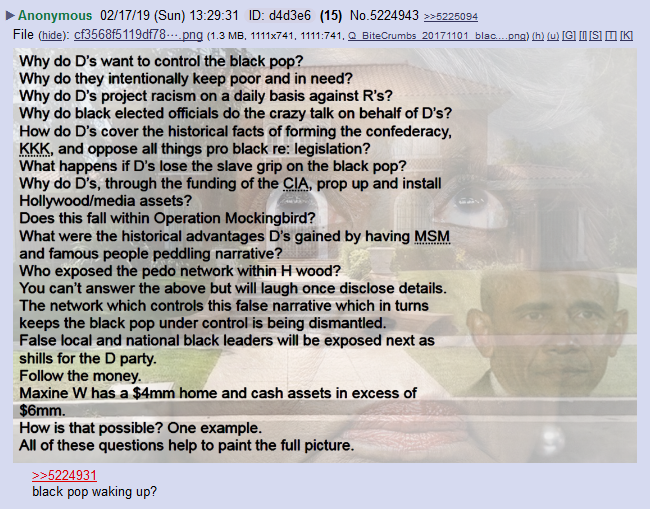 ▶Anonymous 02/17/19 (Sun) 13:29:31 ID: d4d3e6 (15) No.5224943 >>5225094
File (hide): cf3568f5119df78⋯.png (1.3 MB, 1111x741, 1111:741, Q_BiteCrumbs_20171101_blac....png) (h) (u) [G] [I] [S] [T] [K]
Why do D's want to control the black pop?
Why do they intentionally keep poor and in need?
Why do D's project racism on a daily basis against R's?
Why do black elected officials do the crazy talk on behalf of D's?
How do D's cover the historical facts of forming the confederacy,
KKK, and oppose all things pro black re: legislation?
What happens if D's lose the slave grip on the black pop?
Why do D's, through the funding of the CIA, prop up and install
Hollywood/media assets?
Does this fall within Operation Mockingbird?
What were the historical advantages D's gained by having MSM
and famous people peddling narrative?
Who exposed the pedo network within H wood?
You can't answer the above but will laugh once disclose details.
The network which controls this false narrative which in turns
keeps the black pop under control is being dismantled.
False local and national black leaders will be exposed next as
shills for the D party.
Follow the money.
Maxine W has a $4mm home and cash assets in excess of
$6mm.
How is that possible? One example.
All of these questions help to paint the full picture.
>>5224931
black pop waking up?